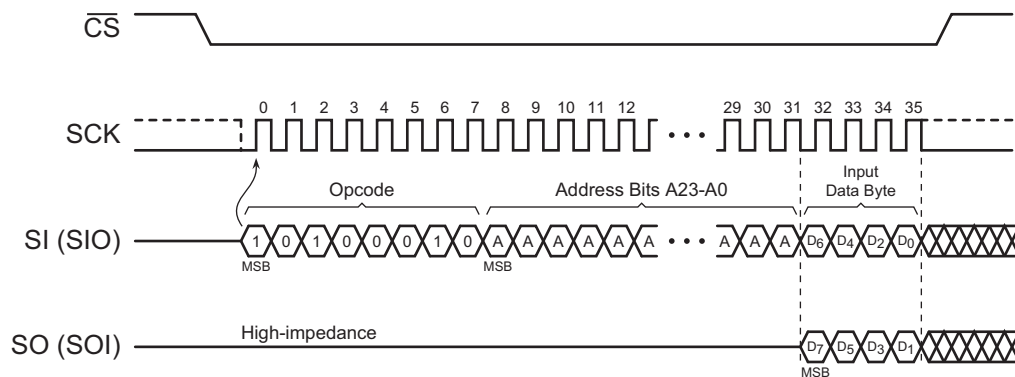 CS
SCK
0 1 2 3 4 5 6 7 8 9 10 11 12 29 30 31 32 33 34 35
Opcode
Address Bits A23-A0
Input
Data Byte
SI (SIO)
1 0 1 0 0 0 1 0 A A A A A A • • • A A A D6 D4 D2 D0
MSB MSB
High-impedance
SO (SOI)
D7 D5 D3 D1
MSB